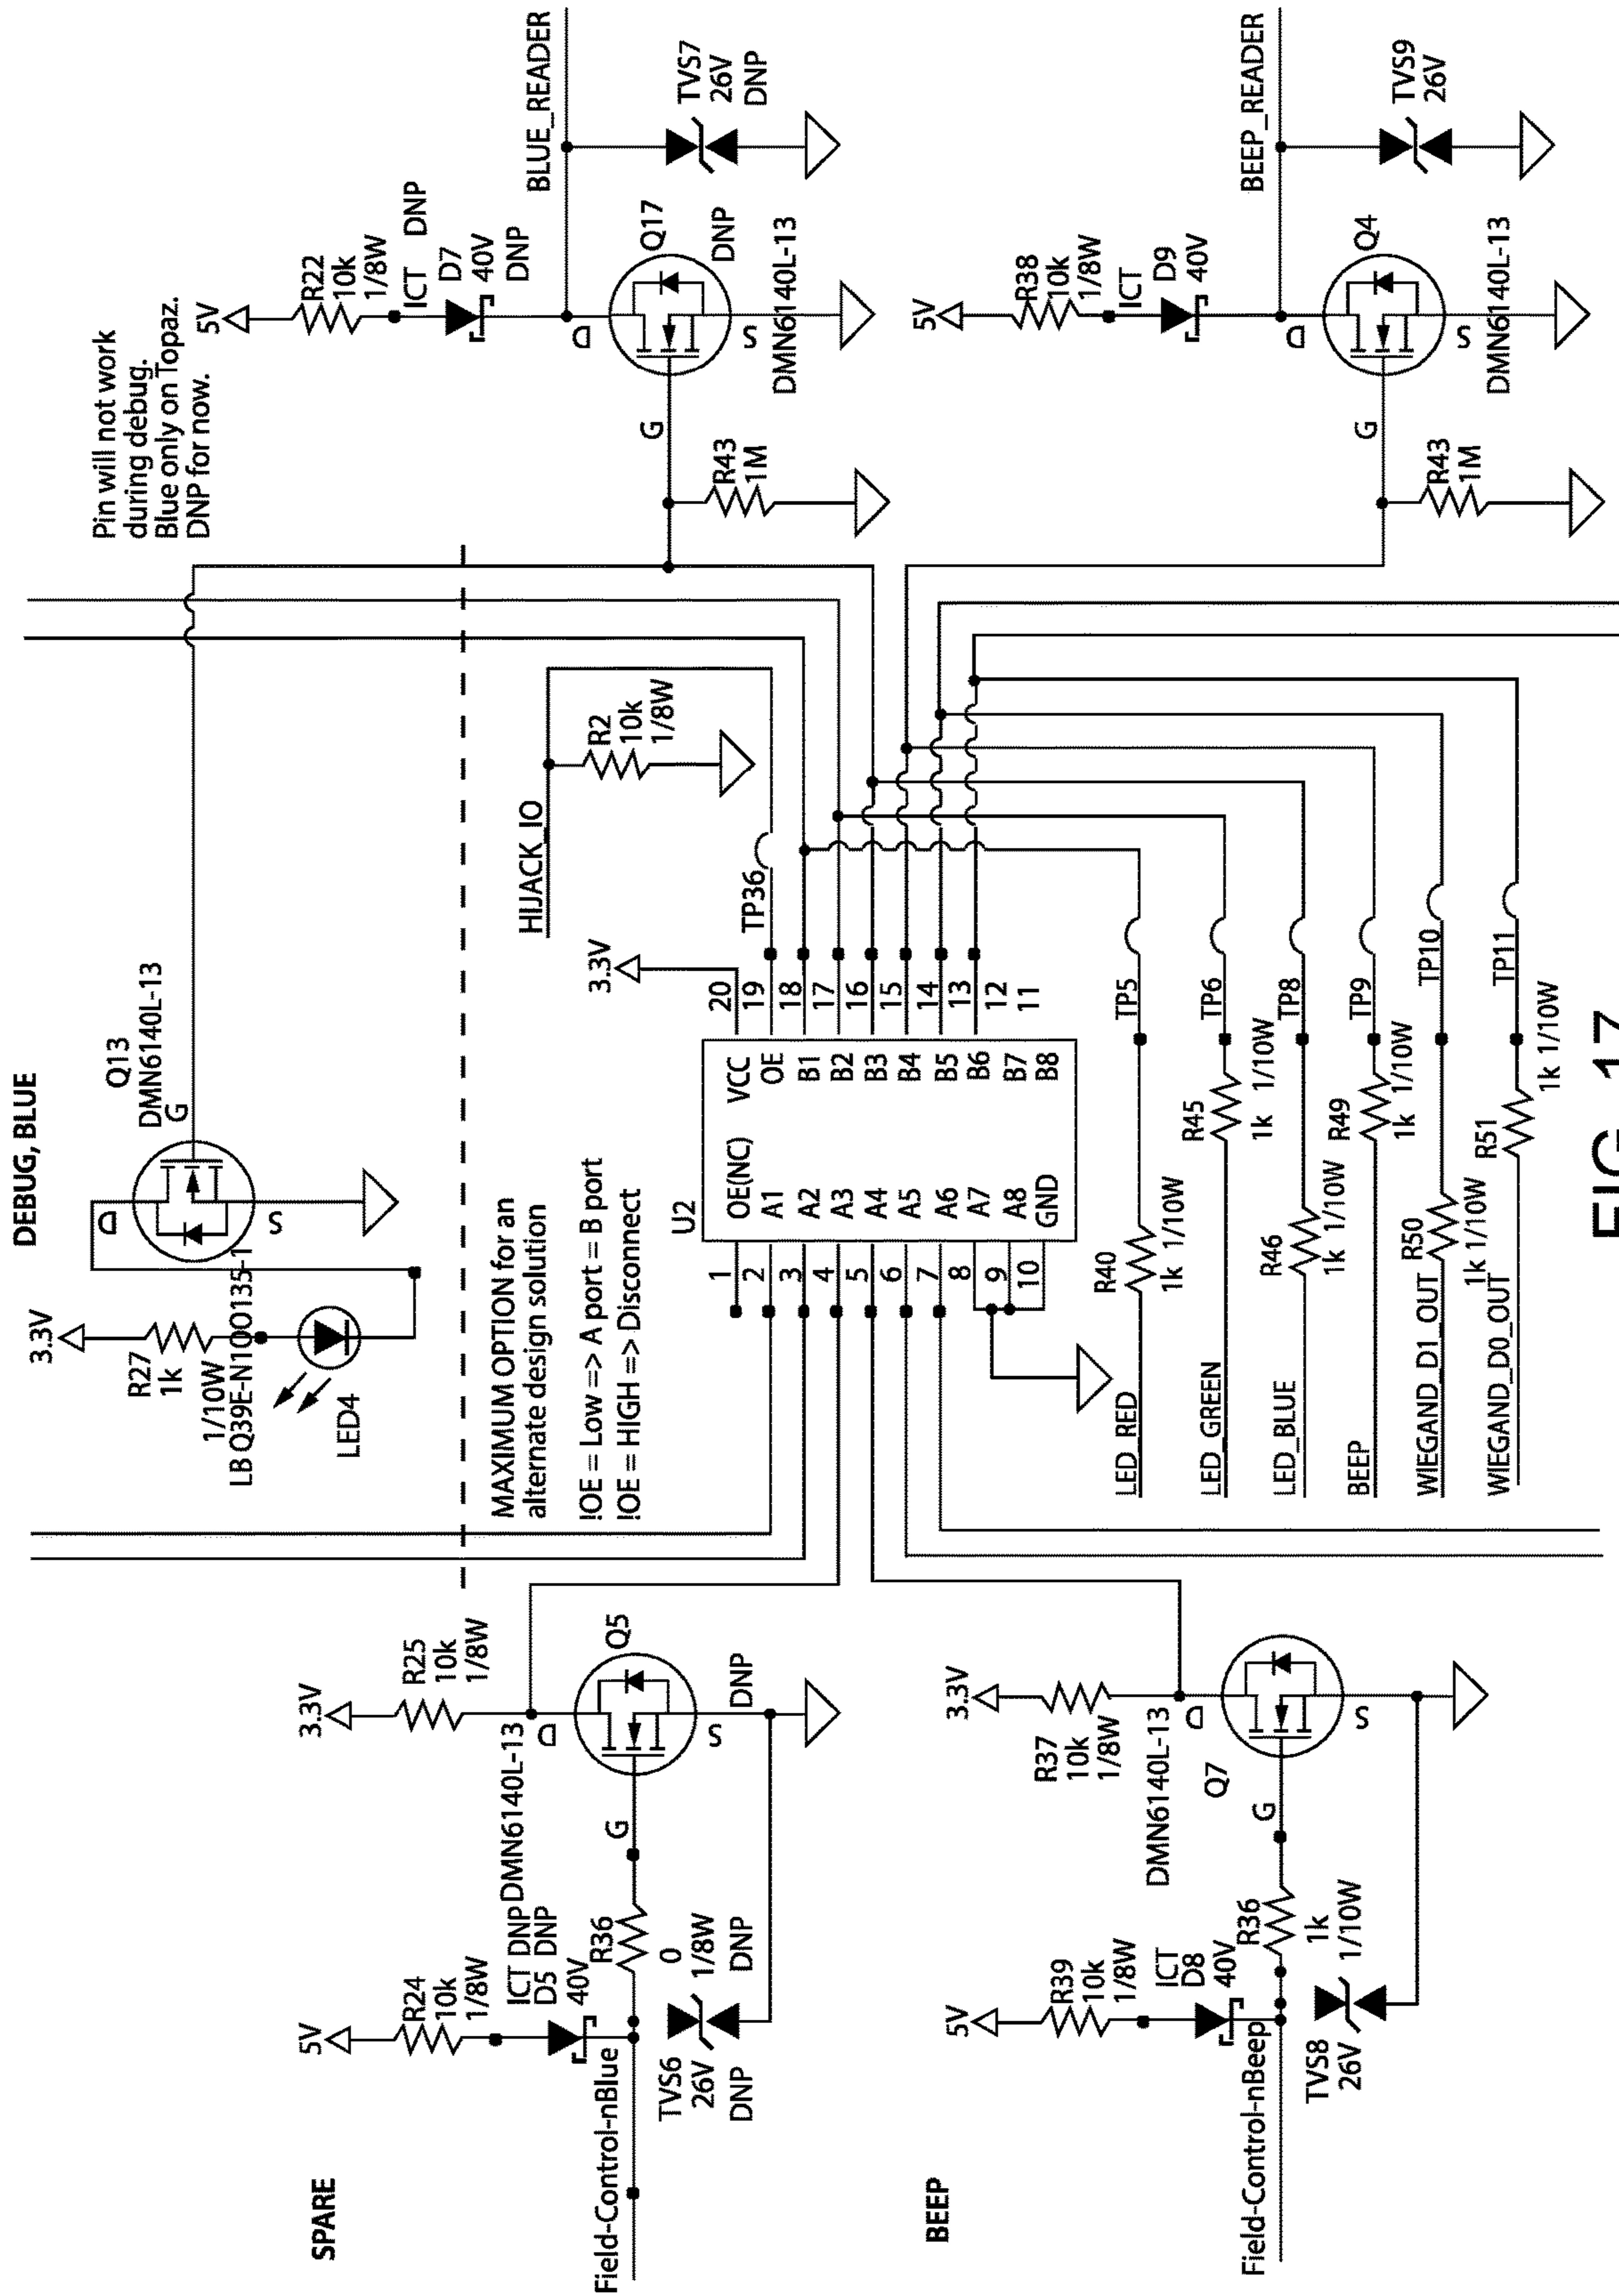 DEBUG, BLUE
3.3V
R27
1k
1/10W
LB Q39E-N1OO135-1
LED4
Q13
DMN6140L-13
G
D
S
Pin will not work
during debug.
Blue only on Topaz.
DNP for now.
5V
R22
10k
1/8W
ICT DNP
D7
40V
DNP
BLUE_READER
TVS7
26V
DNP
Q17
DNP
D
G
S
DMN6140L-13
R43
1M
SPARE
5V
R24
10k
1/8W
ICT DNP
D5 DNP
40V
3.3V
R25
10k
1/8W
DMN6140L-13
D
Q5
G
S
DNP
R36
0
1/8W
DNP
Field-Control-nBlue
TVS6
26V
DNP
MAXIMUM OPTION for an
alternate design solution
!OE = Low => A port = B port
!OE = HIGH => Disconnect
HIJACK_IO
R2
10k
1/8W
3.3V
TP36
U2
1
2
3
4
5
6
7
8
9
10
OE(NC)
A1
A2
A3
A4
A5
A6
A7
A8
GND
VCC
OE
B1
B2
B3
B4
B5
B6
B7
B8
20
19
18
17
16
15
14
13
12
11
5V
R38
10k
1/8W
ICT
D9
40V
BEEP_READER
TVS9
26V
Q4
D
G
S
DMN6140L-13
R43
1M
BEEP
5V
R39
10k
1/8W
ICT
D8
40V
3.3V
R37
10k
1/8W
DMN6140L-13
D
Q7
G
S
R36
1k
1/10W
Field-Control-nBeep
TVS8
26V
LED_RED
R40
1k 1/10W
TP5
LED_GREEN
R45
1k 1/10W
TP6
LED_BLUE
R46
1k 1/10W
TP8
BEEP
R49
1k 1/10W
TP9
WIEGAND_D1_OUT
R50
1k 1/10W
TP10
WIEGAND_D0_OUT
R51
1k 1/10W
TP11
FIG. 17